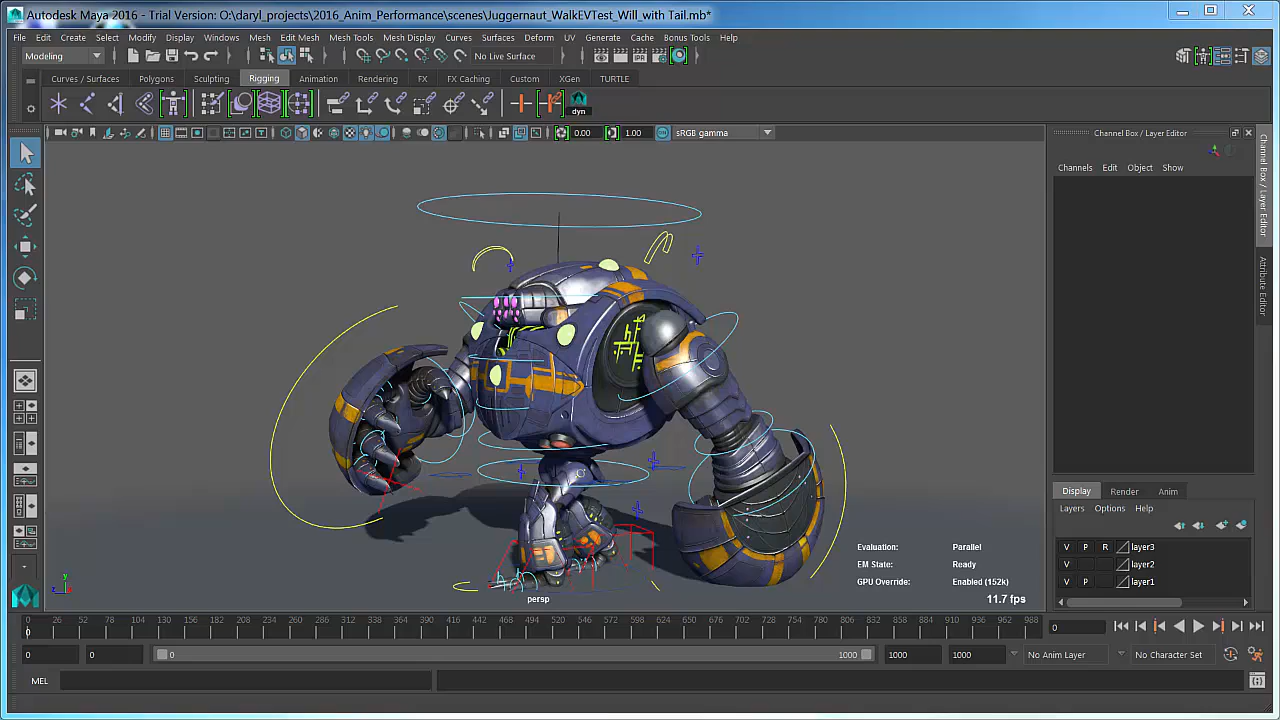 Autodesk Maya 2016 - Trial Version: O:\daryl_projects\2016_Anim_Performance\scenes\Juggernaut_WalkEVTest_Will_with Tail.mb*
File Edit Create Select Modify Display Windows Mesh Edit Mesh Mesh Tools Mesh Display Curves Surfaces Deform UV Generate Cache Bonus Tools Help
Modeling No Live Surface
Curves / Surfaces Polygons Sculpting Rigging Animation Rendering FX FX Caching Custom XGen TURTLE
dyn
0.00 1.00 sRGB gamma
Channel Box / Layer Editor
Channels Edit Object Show
Channel Box / Layer Editor
Attribute Editor
Display Render Anim
Layers Options Help
V P R layer3
V layer2
V P layer1
Evaluation: Parallel
EM State: Ready
GPU Override: Enabled (152k)
11.7 fps
persp
y
z
0 26 52 78 104 130 156 182 208 234 260 286 312 338 364 390 416 442 468 494 520 546 572 598 624 650 676 702 728 754 780 806 832 858 884 910 936 962 988
0
0
0 0 0 1000 1000 1000 No Anim Layer No Character Set
MEL